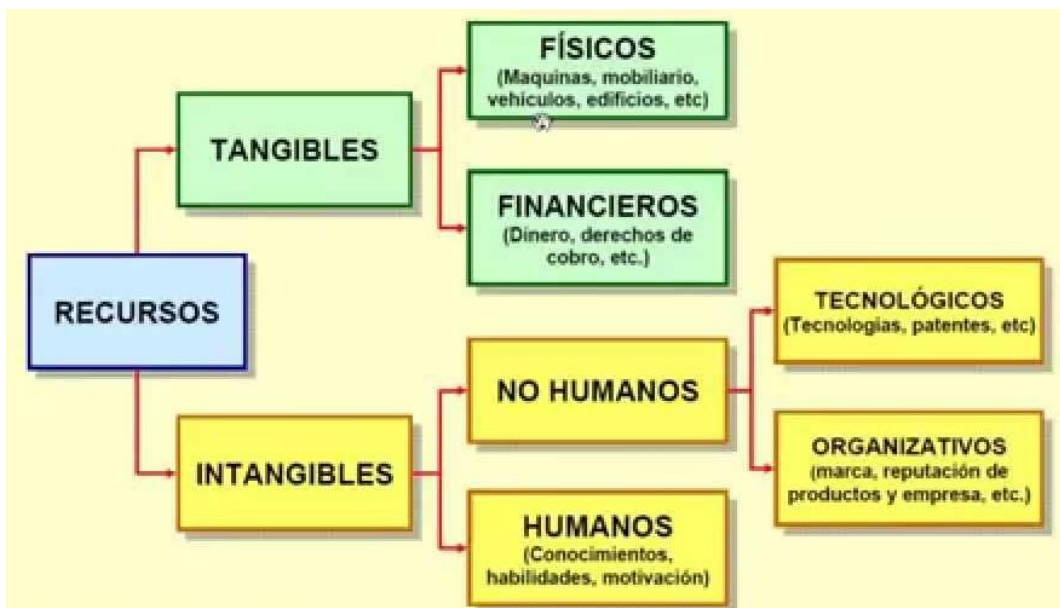 FÍSICOS
(Maquinas, mobiliario,
vehículos, edificios, etc)
TANGIBLES
FINANCIEROS
(Dinero, derechos de
cobro, etc.)
RECURSOS
TECNOLÓGICOS
(Tecnologías, patentes, etc)
NO HUMANOS
ORGANIZATIVOS
(marca, reputación de
productos y empresa, etc.)
INTANGIBLES
HUMANOS
(Conocimientos,
habilidades, motivación)